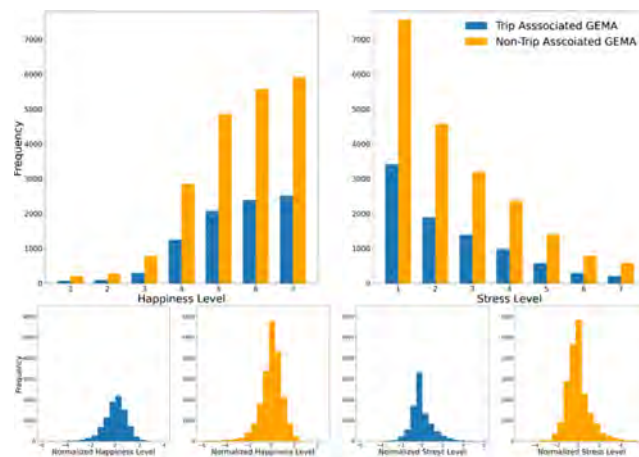 Trip Asssociated GEMA
Non-Trip Asscoiated GEMA
Frequency
7000
6000
5000
4000
3000
2000
1000
0
1 2 3 4 5 6 7
Happiness Level
7000
6000
5000
4000
3000
2000
1000
0
1 2 3 4 5 6 7
Stress Level
Frequency
Normalized Happiness Level
Normalized Happiness Level
Normalized Stress Level
Normalized Stress Level